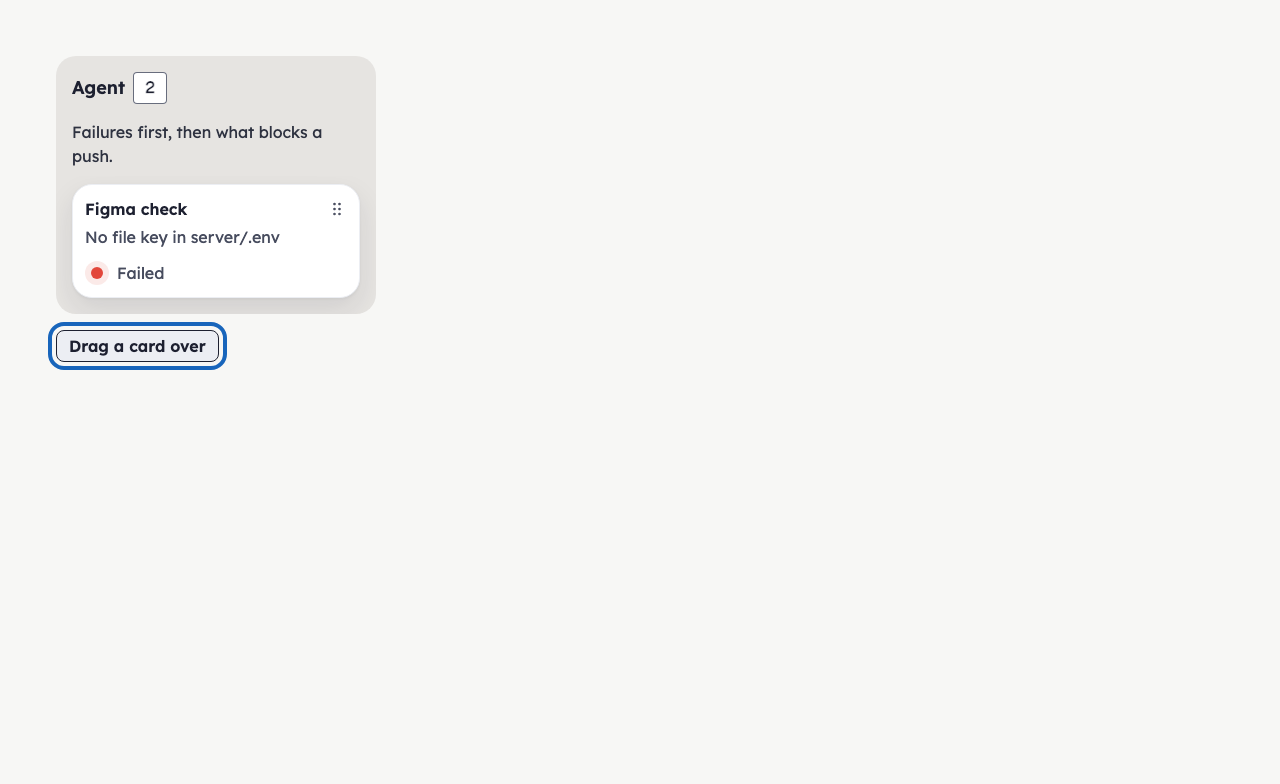 Agent 2
Failures first, then what blocks a
push.
Figma check
No file key in server/.env
Failed
Drag a card over